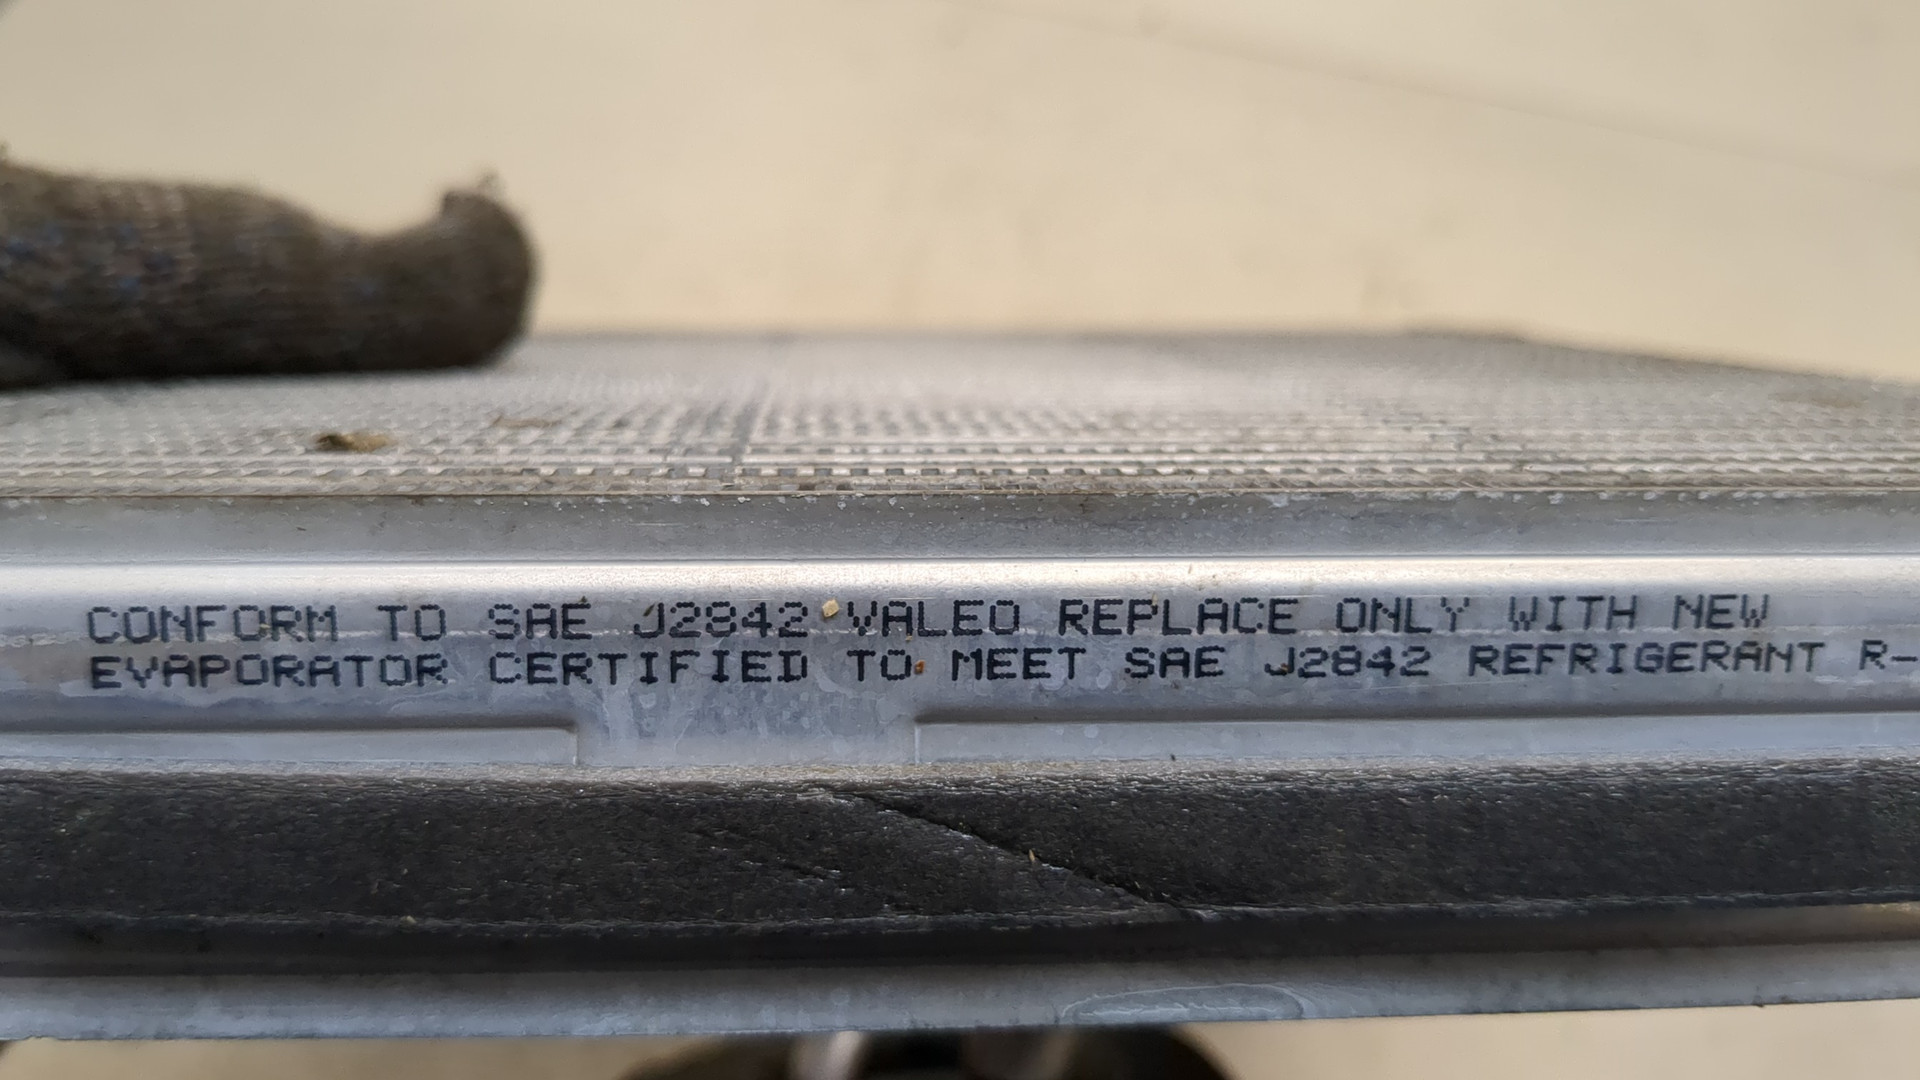 CONFORM TO SAE J2842 VALEO REPLACE ONLY WITH NEW
EVAPORATOR CERTIFIED TO MEET SAE J2842 REFRIGERANT R-